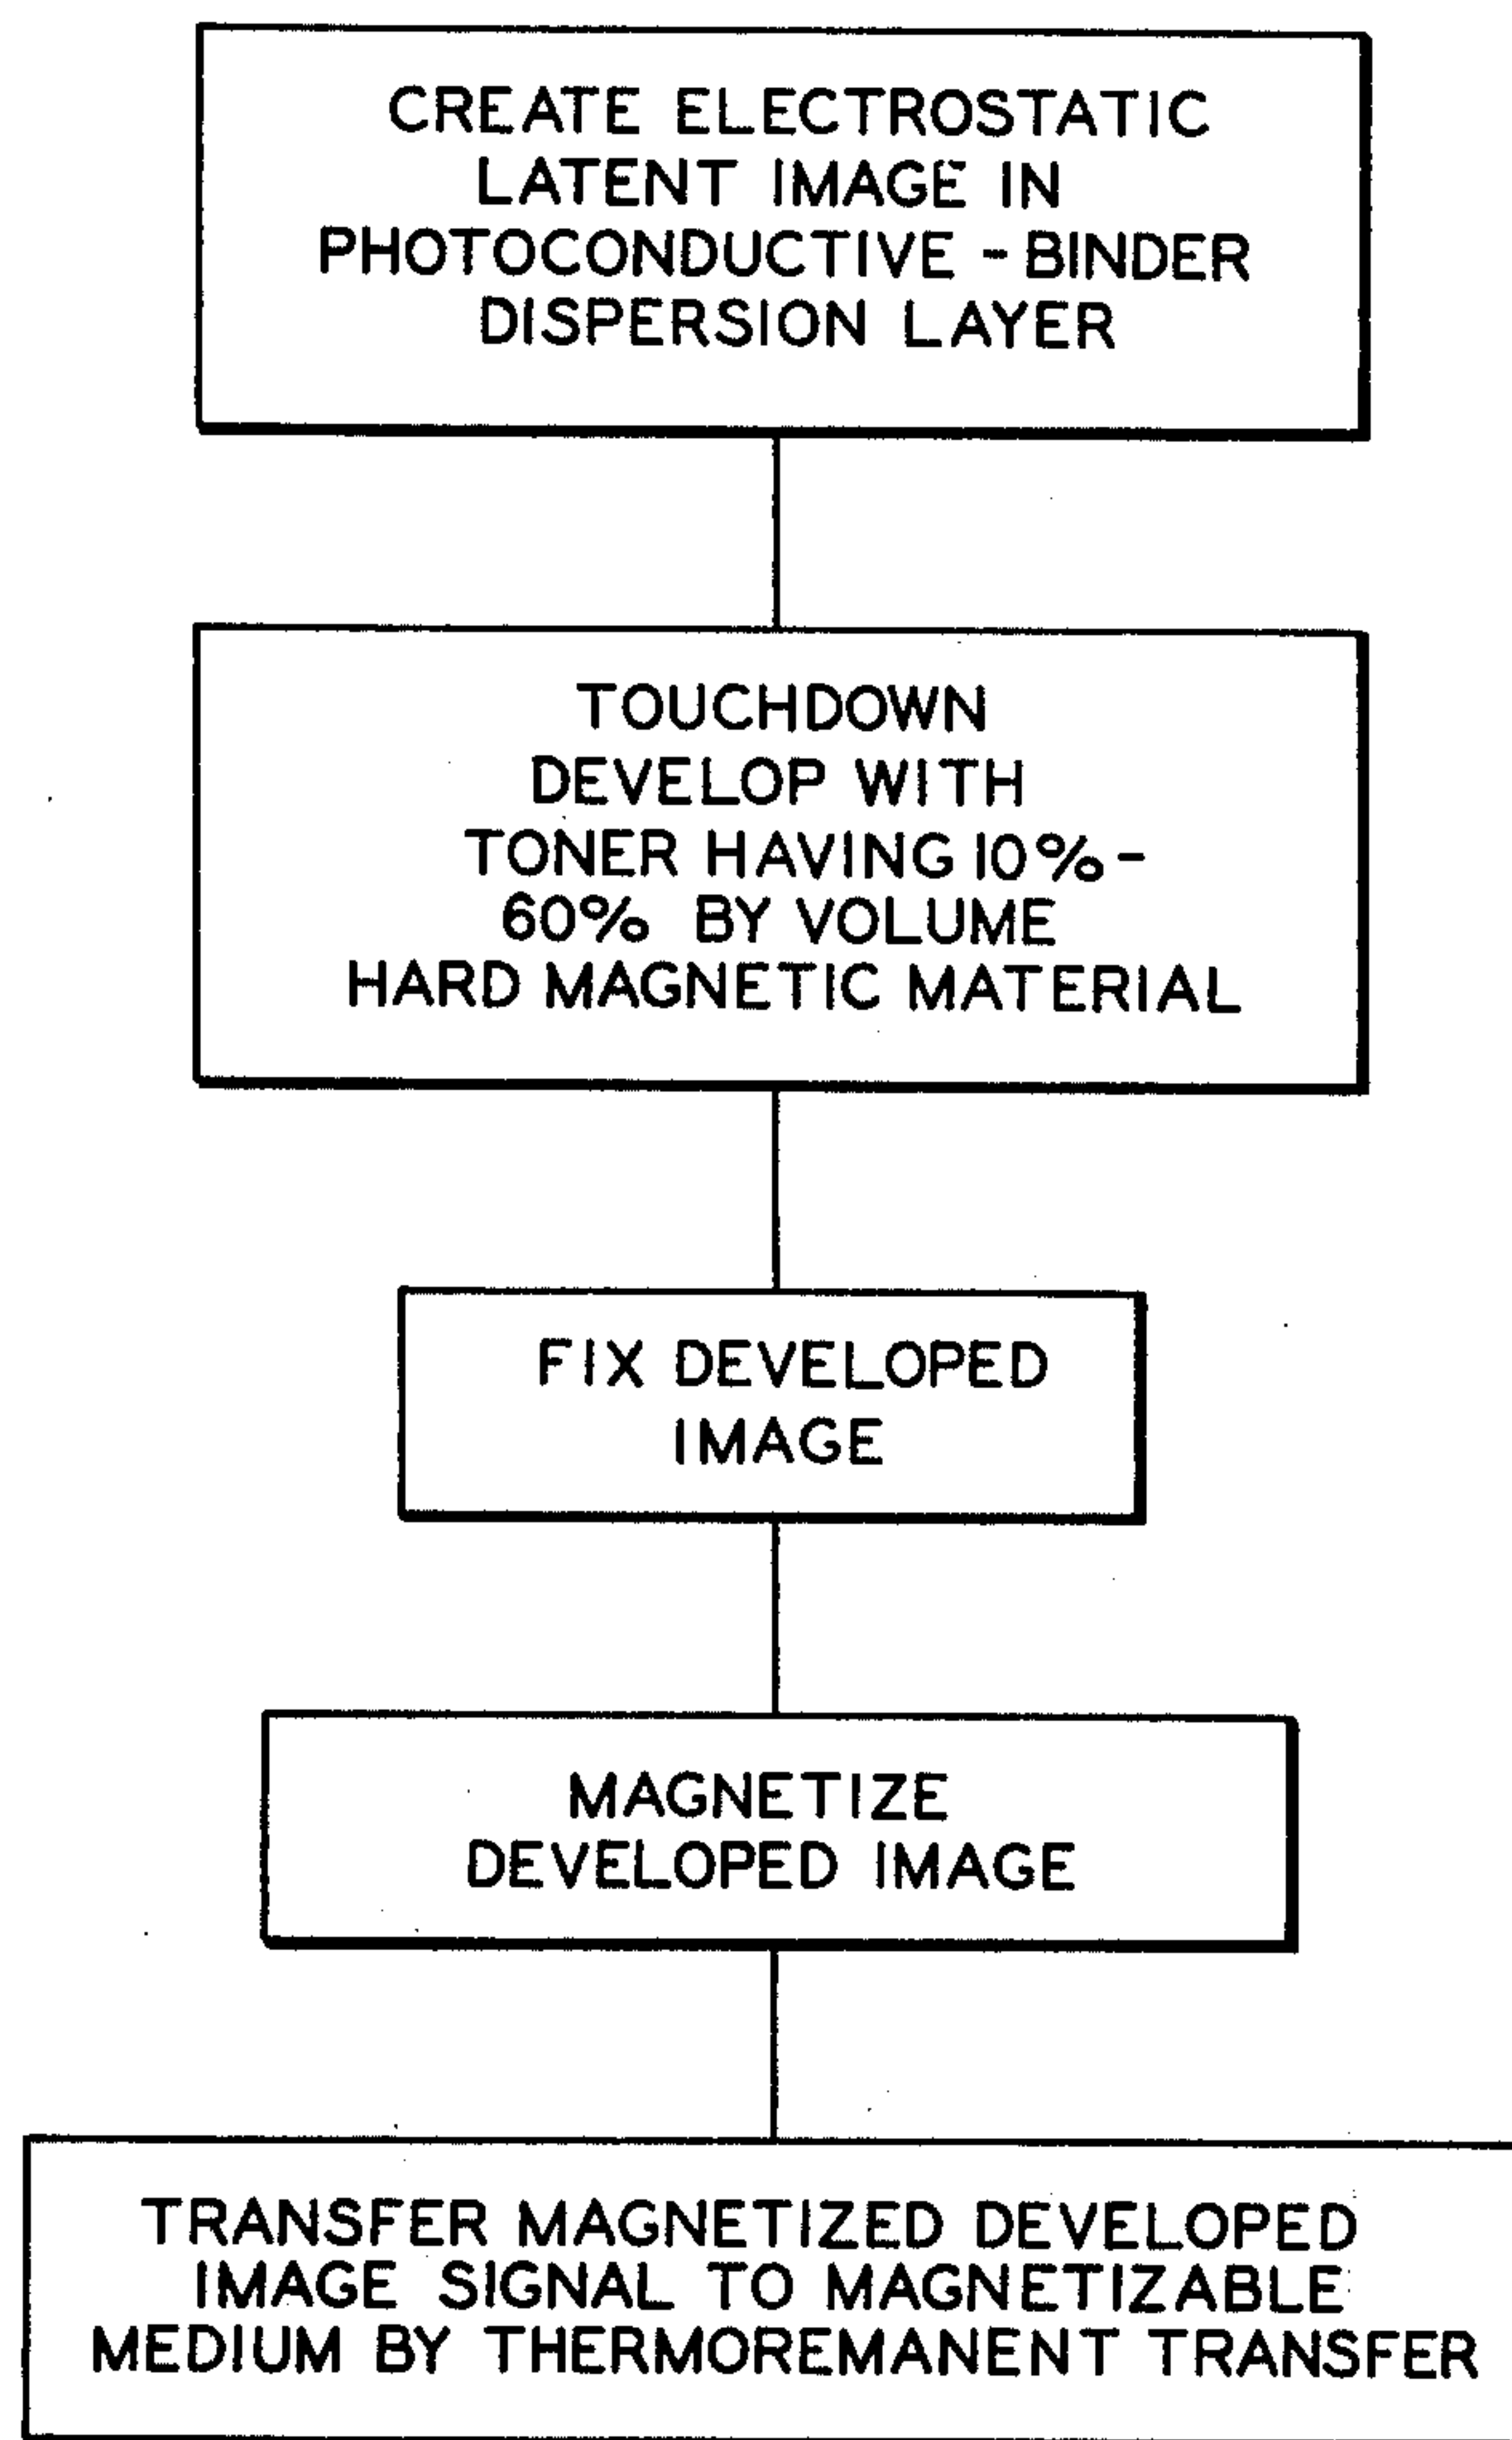 CREATE ELECTROSTATIC
LATENT IMAGE IN
PHOTOCONDUCTIVE-BINDER
DISPERSION LAYER
TOUCHDOWN
DEVELOP WITH
TONER HAVING 10%-
60% BY VOLUME
HARD MAGNETIC MATERIAL
FIX DEVELOPED
IMAGE
MAGNETIZE
DEVELOPED IMAGE
TRANSFER MAGNETIZED DEVELOPED
IMAGE SIGNAL TO MAGNETIZABLE
MEDIUM BY THERMOREMANENT TRANSFER